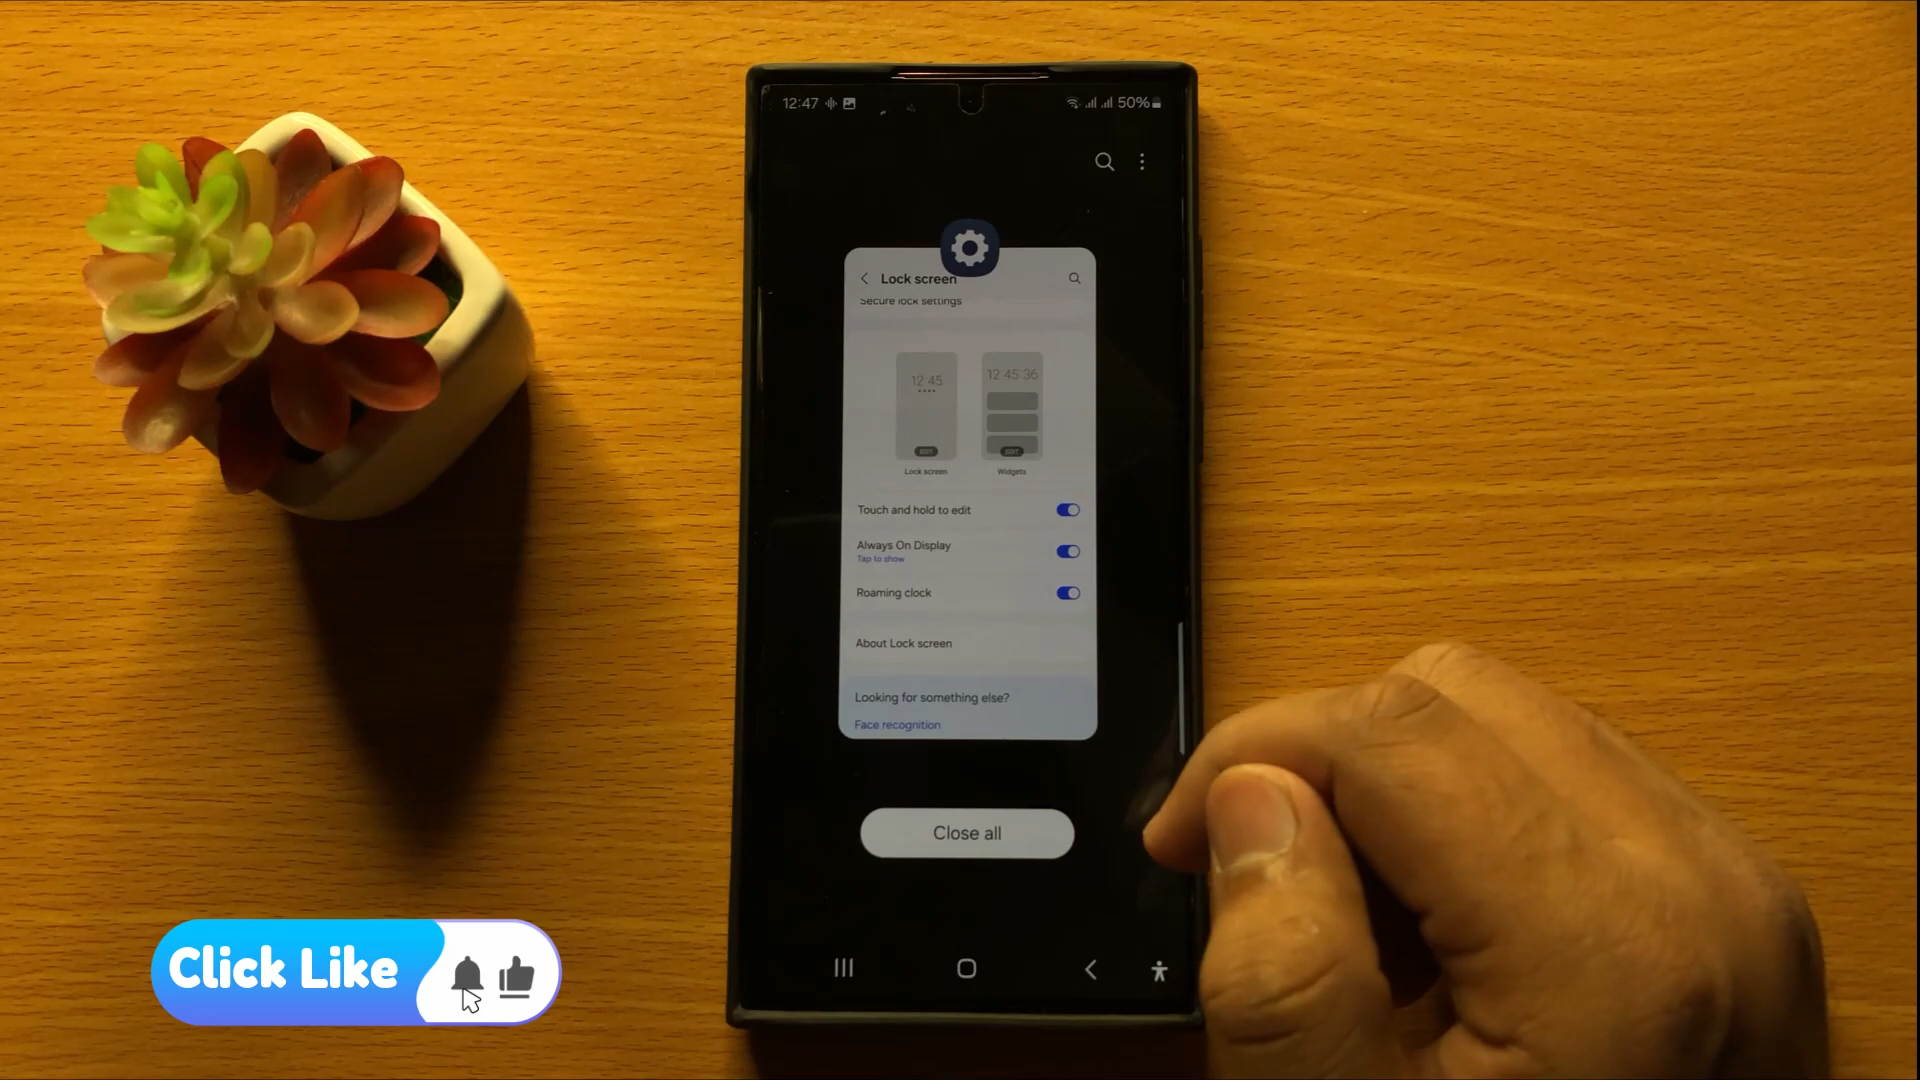 12:47
50%
Lock screen
Secure lock settings
12:45
12:45:36
EDIT
EDIT
Lock screen
Widgets
Touch and hold to edit
Always On Display
Tap to show
Roaming clock
About Lock screen
Looking for something else?
Face recognition
Close all
Click Like